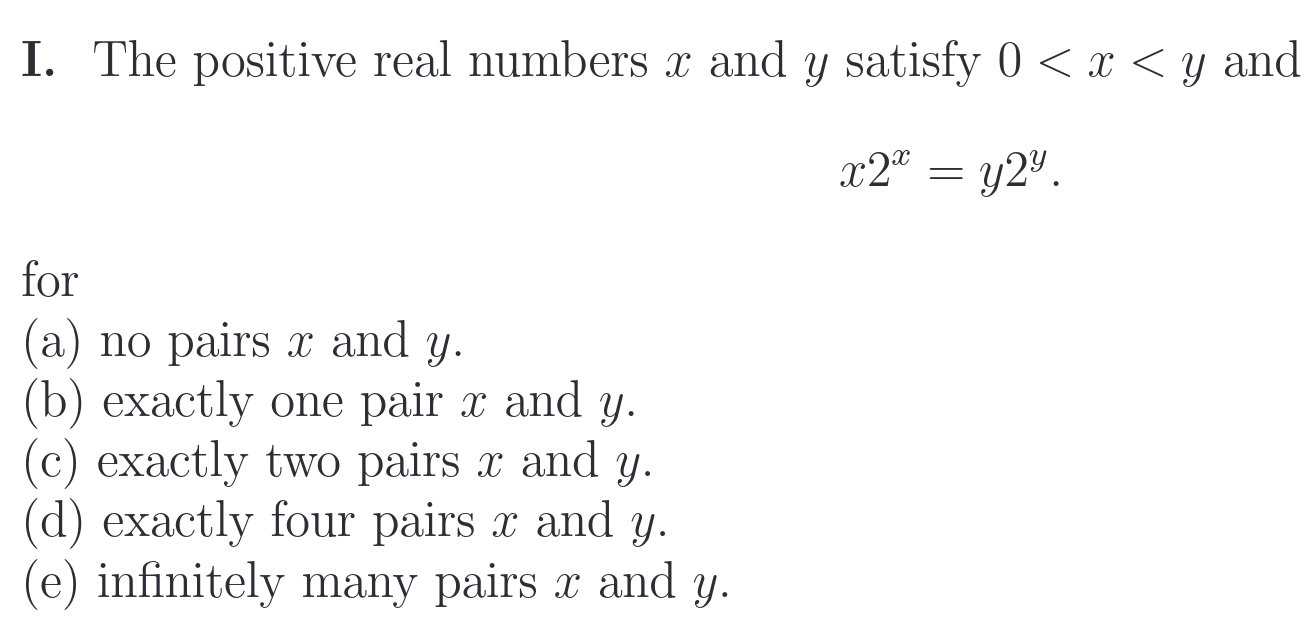 I. The positive real numbers x and y satisfy 0 < x < y and
x2^x = y2^y.
for
(a) no pairs x and y.
(b) exactly one pair x and y.
(c) exactly two pairs x and y.
(d) exactly four pairs x and y.
(e) infinitely many pairs x and y.